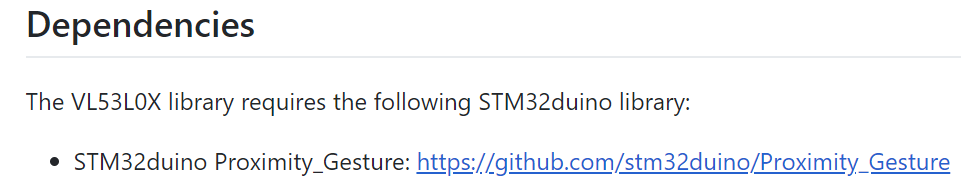 Dependencies
The VL53L0X library requires the following STM32duino library:
• STM32duino Proximity_Gesture: https://github.com/stm32duino/Proximity_Gesture